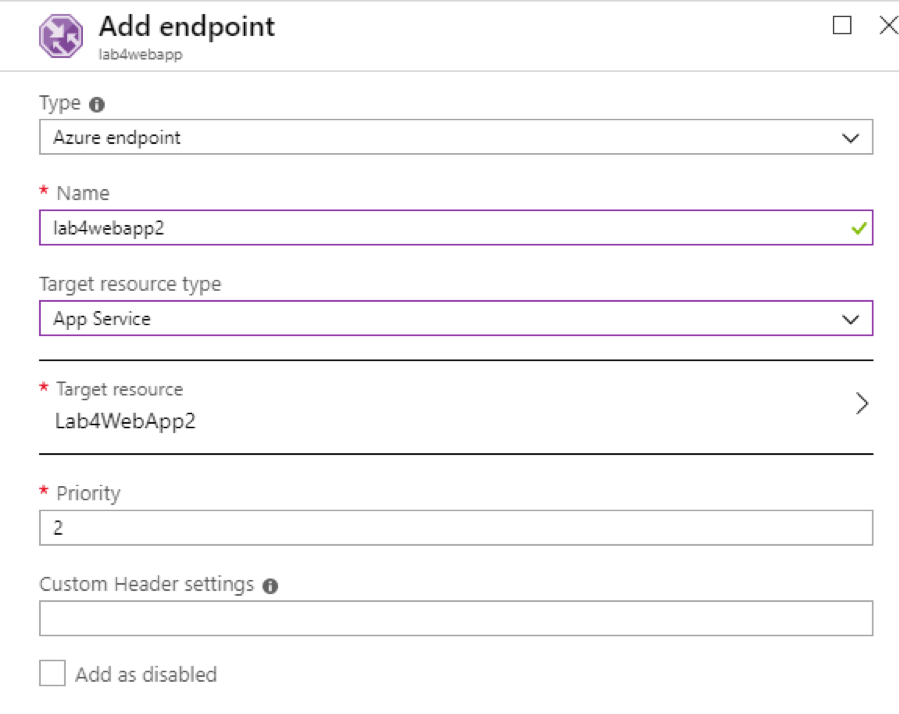 Add endpoint
lab4webapp
Type
Azure endpoint
* Name
lab4webapp2
Target resource type
App Service
* Target resource
Lab4WebApp2
* Priority
2
Custom Header settings
Add as disabled